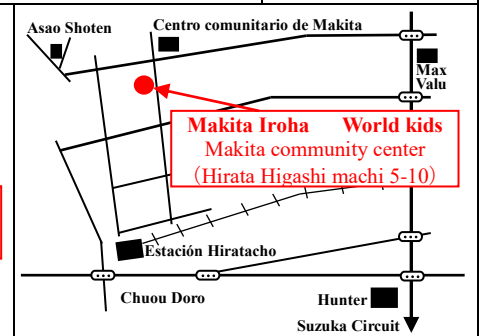 Asao Shoten
Centro comunitario de Makita
Max
Valu
Makita Iroha World kids
Makita community center
(Hirata Higashi machi 5-10)
Estación Hiratacho
Chuou Doro
Hunter
Suzuka Circuit